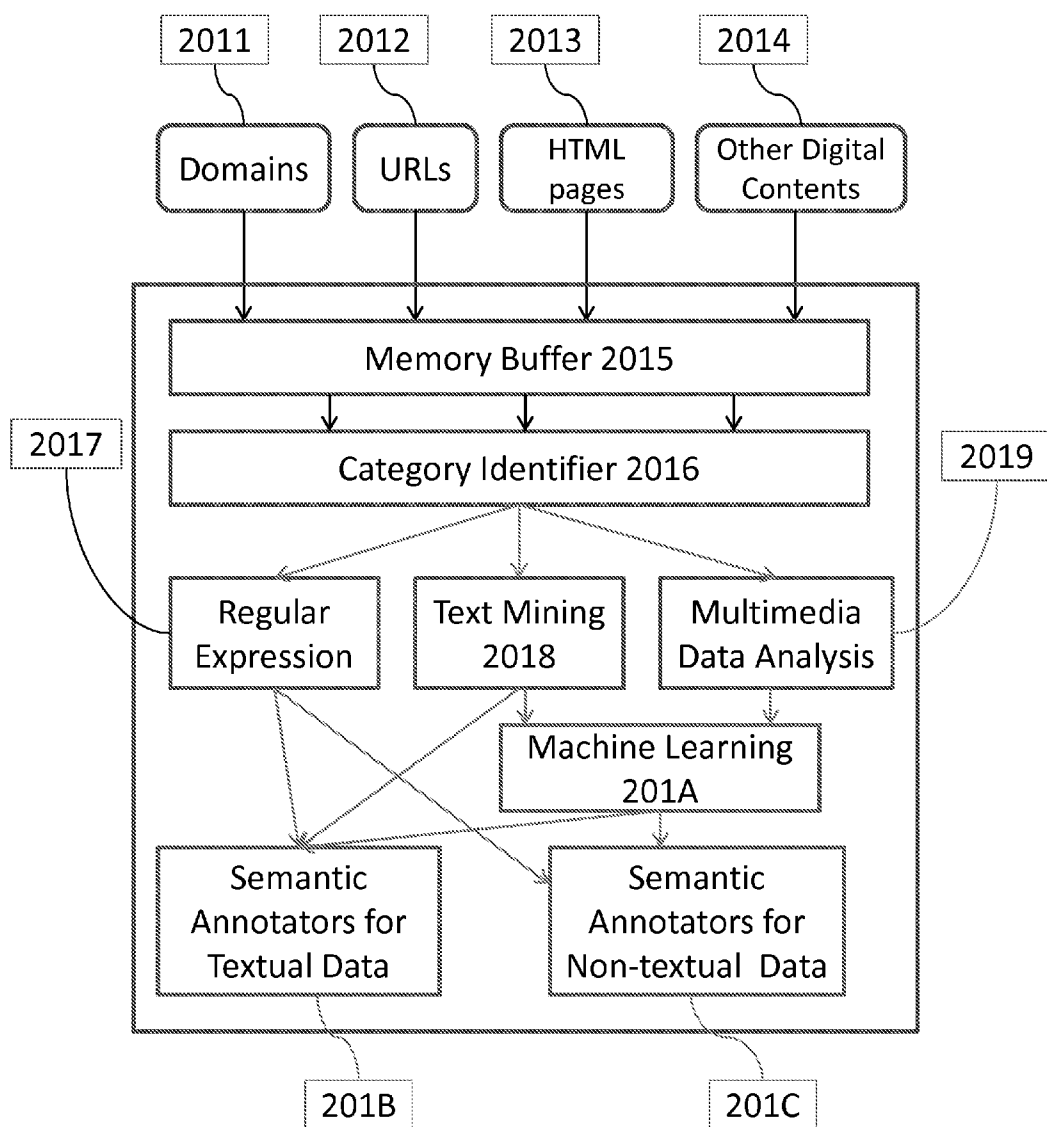 2011
2012
2013
2014
Domains
URLs
HTML
pages
Other Digital
Contents
Memory Buffer 2015
2017
Category Identifier 2016
2019
Regular
Expression
Text Mining
2018
Multimedia
Data Analysis
Machine Learning
201A
Semantic
Annotators for
Textual Data
Semantic
Annotators for
Non-textual Data
201B
201C